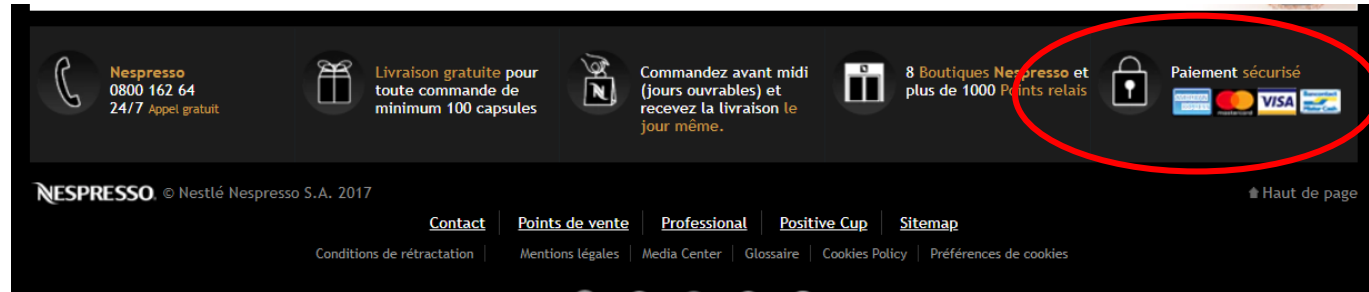 Nespresso
0800 162 64
24/7 Appel gratuit
Livraison gratuite pour
toute commande de
minimum 100 capsules
Commandez avant midi
(jours ouvrables) et
recevez la livraison le
jour même.
8 Boutiques Nespresso et
plus de 1000 Points relais
Paiement sécurisé
mastercard VISA Bancontact
NESPRESSO. © Nestlé Nespresso S.A. 2017
Haut de page
Contact Points de vente Professional Positive Cup Sitemap
Conditions de rétractation Mentions légales Media Center Glossaire Cookies Policy Préférences de cookies